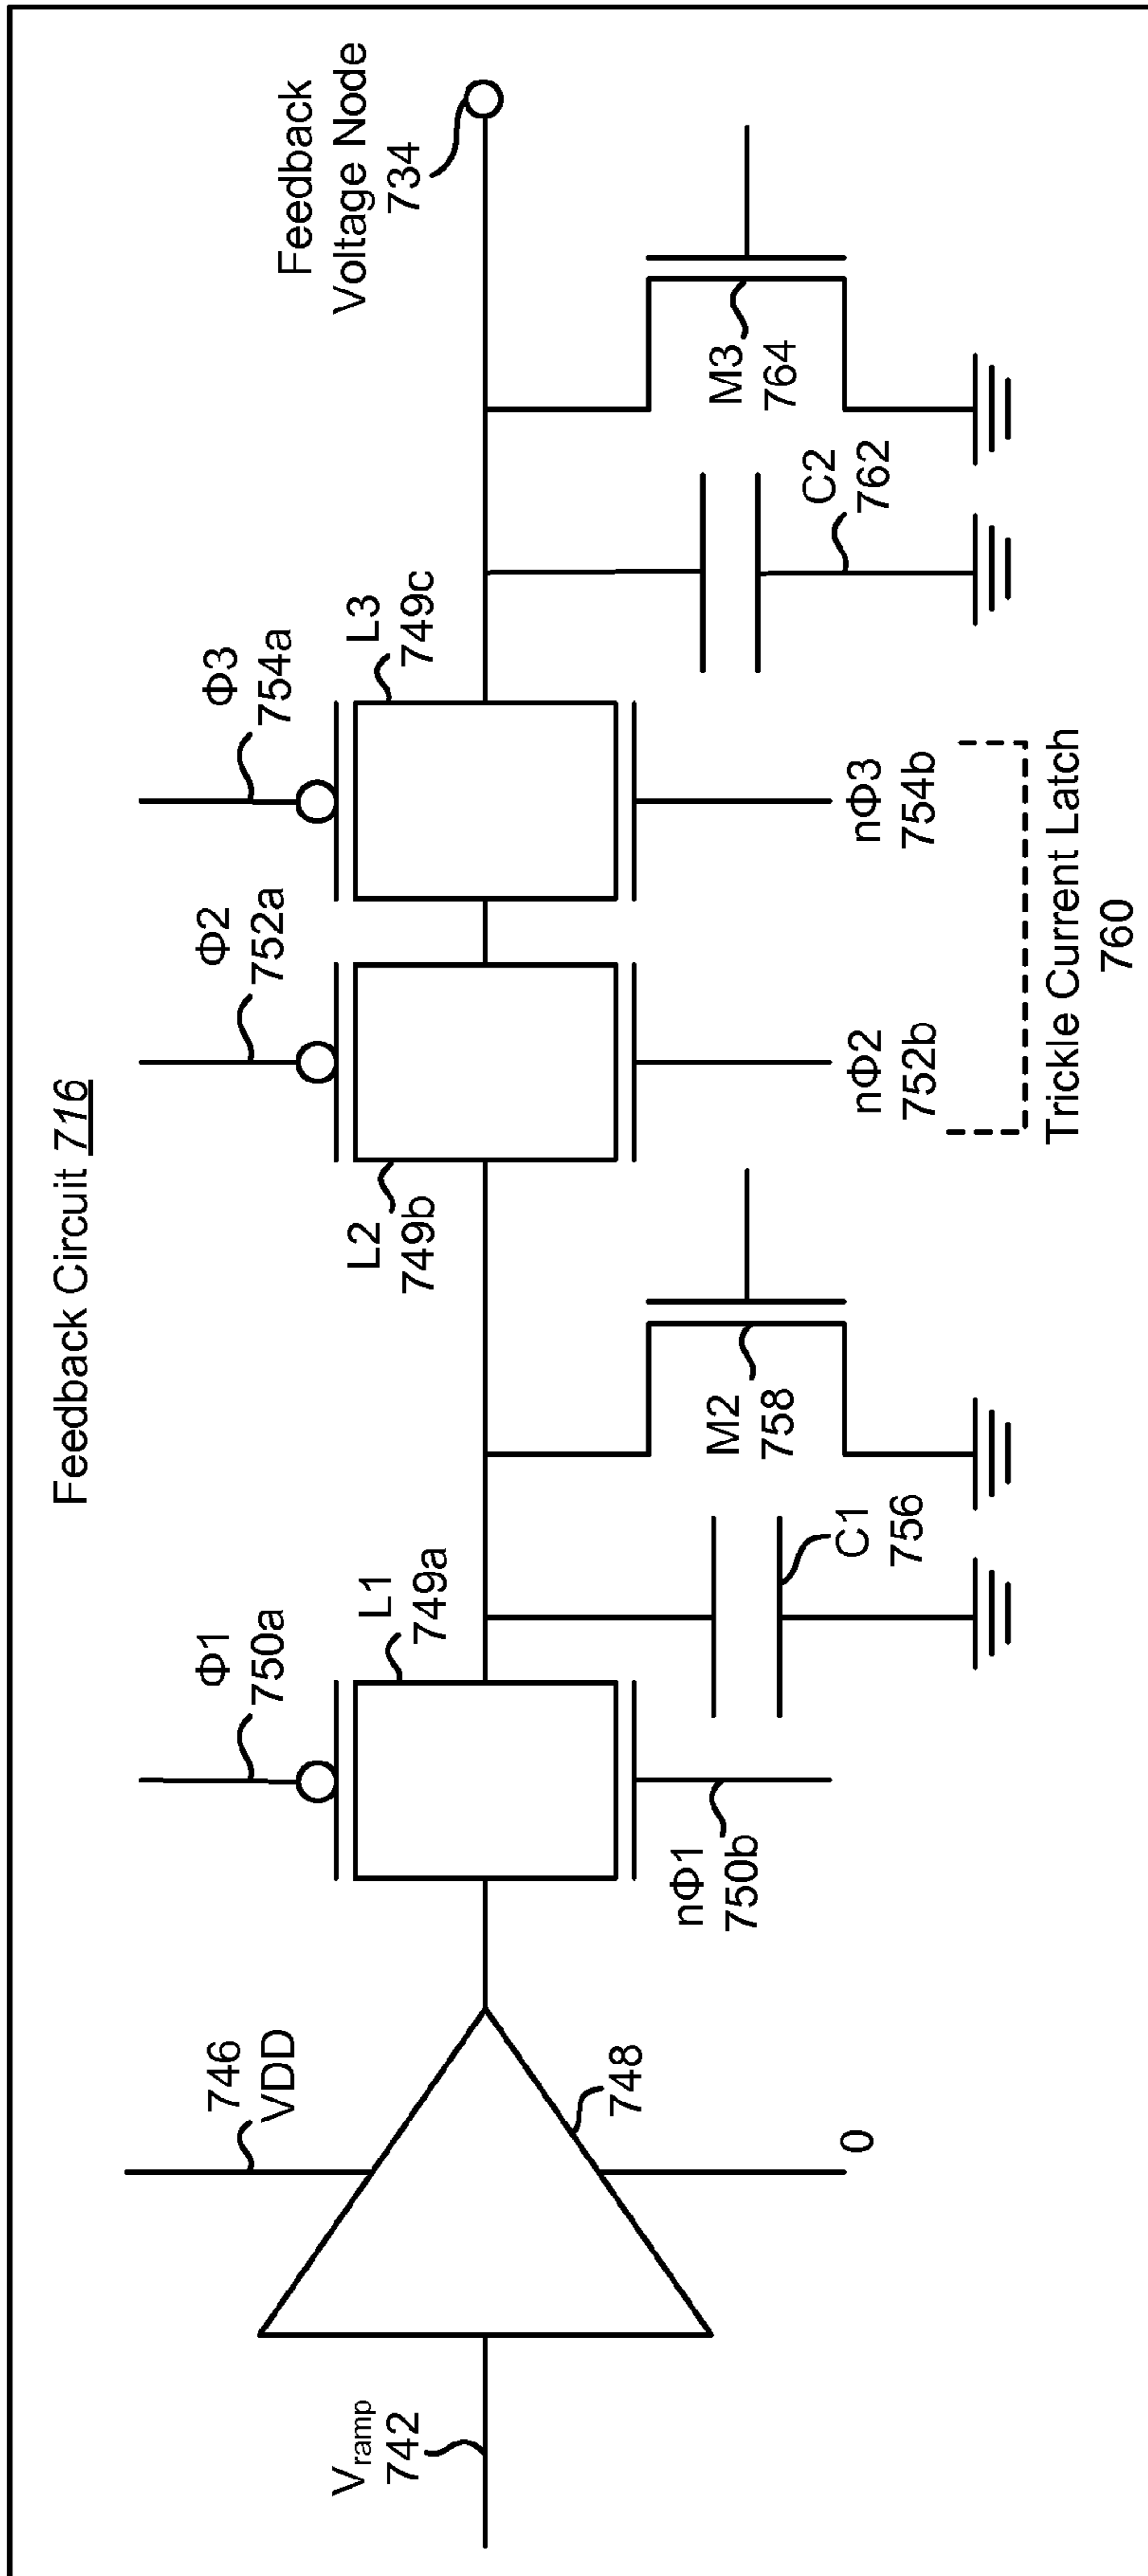 Feedback Circuit 716
V_ramp
742
746
VDD
748
0
Φ1
750a
L1
749a
nΦ1
750b
C1
756
M2
758
L2
749b
Φ2
752a
nΦ2
752b
Φ3
754a
L3
749c
nΦ3
754b
Trickle Current Latch
760
C2
762
M3
764
Feedback
Voltage Node
734